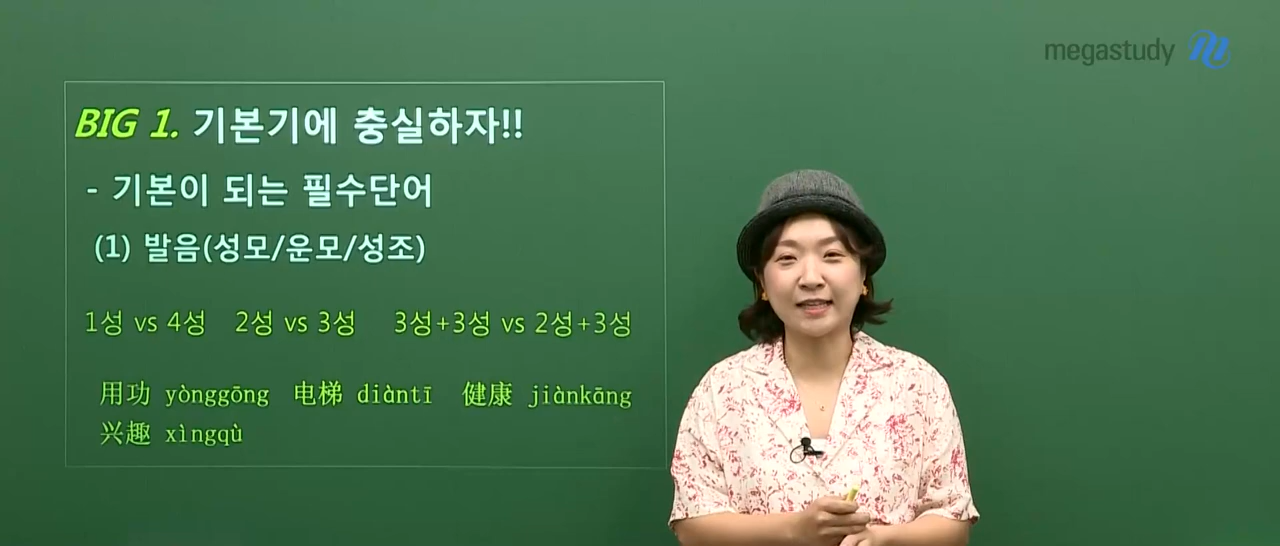 megastudy
BIG 1. 기본기에 충실하자!!
- 기본이 되는 필수단어
(1) 발음(성모/운모/성조)
1성 vs 4성 2성 vs 3성 3성+3성 vs 2성+3성
用功 yònggōng 电梯 diàntī 健康 jiànkāng
兴趣 xìngqù